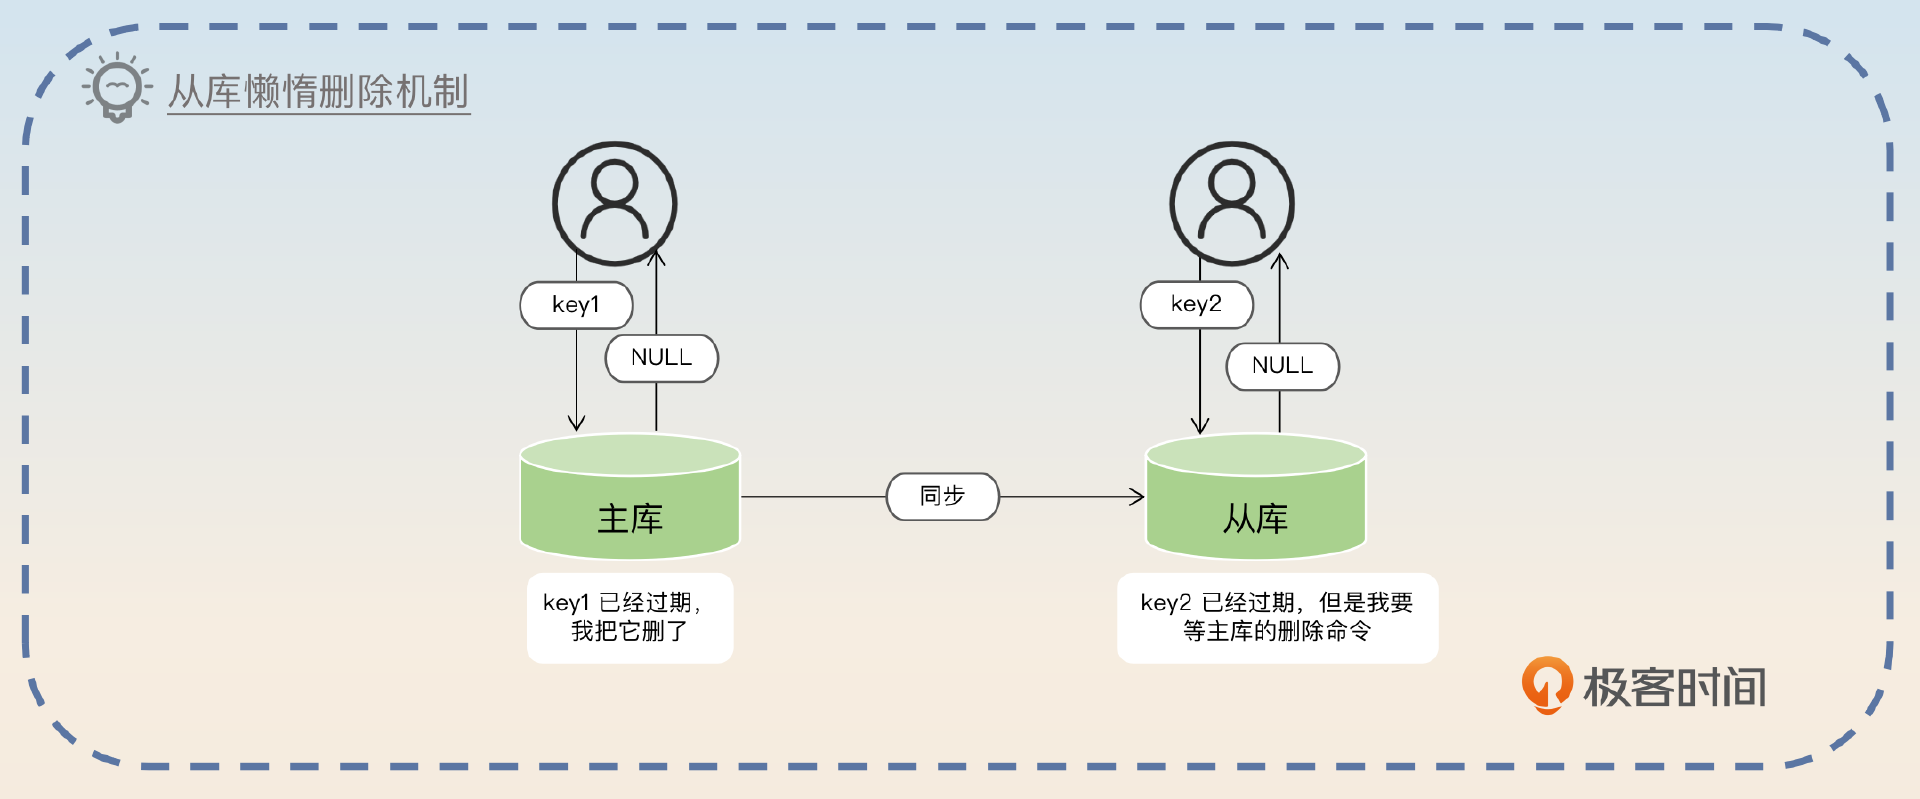 从库懒惰删除机制
key1
key2
NULL
NULL
主库
同步
从库
key1 已经过期，
我把它删了
key2 已经过期，但是我要
等主库的删除命令
极客时间